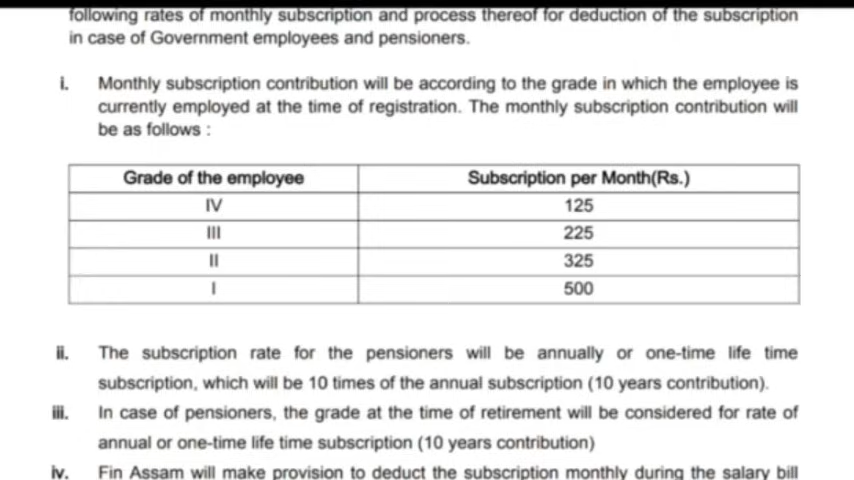 following rates of monthly subscription and process thereof for deduction of the subscription
in case of Government employees and pensioners.
i. Monthly subscription contribution will be according to the grade in which the employee is
currently employed at the time of registration. The monthly subscription contribution will
be as follows :
Grade of the employee Subscription per Month(Rs.)
IV 125
III 225
II 325
I 500
ii. The subscription rate for the pensioners will be annually or one-time life time
subscription, which will be 10 times of the annual subscription (10 years contribution).
iii. In case of pensioners, the grade at the time of retirement will be considered for rate of
annual or one-time life time subscription (10 years contribution)
iv. Fin Assam will make provision to deduct the subscription monthly during the salary bill